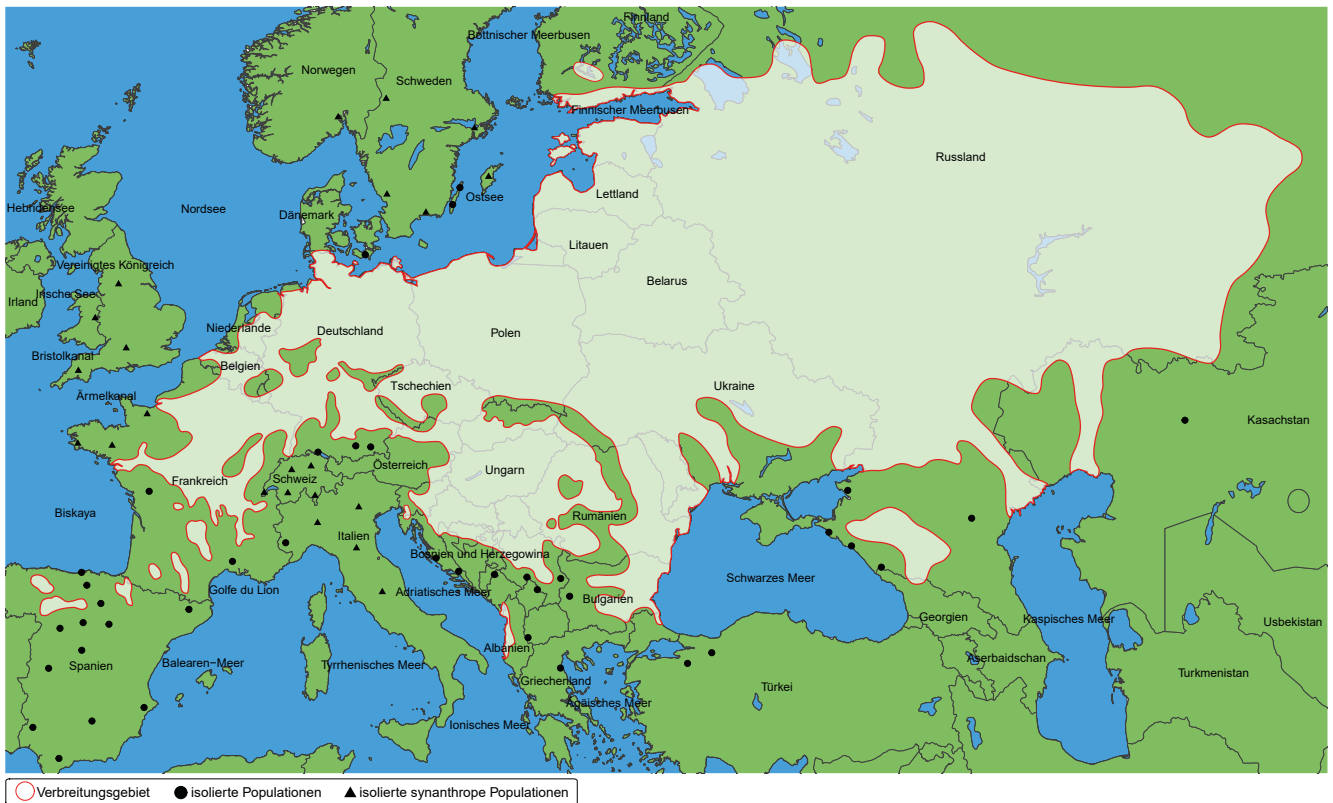 Finnland
Bottnischer Meerbusen
Norwegen
Schweden
Finnischer Meerbusen
Russland
Hebridensee
Nordsee
Dänemark
Ostsee
Lettland
Litauen
Vereinigtes Königreich
Irland
Irische See
Belarus
Niederlande
Deutschland
Polen
Bristolkanal
Belgien
Tschechien
Ukraine
Ärmelkanal
Kasachstan
Österreich
Ungarn
Frankreich
Schweiz
Biskaya
Rumänien
Italien
Bosnien und Herzegowina
Schwarzes Meer
Golfe du Lion
Adriatisches Meer
Bulgarien
Georgien
Kaspisches Meer
Usbekistan
Albanien
Spanien
Balearen-Meer
Tyrrhenisches Meer
Aserbaidschan
Turkmenistan
Griechenland
Türkei
Ägäisches Meer
Ionisches Meer
Verbreitungsgebiet isolierte Populationen isolierte synanthrope Populationen